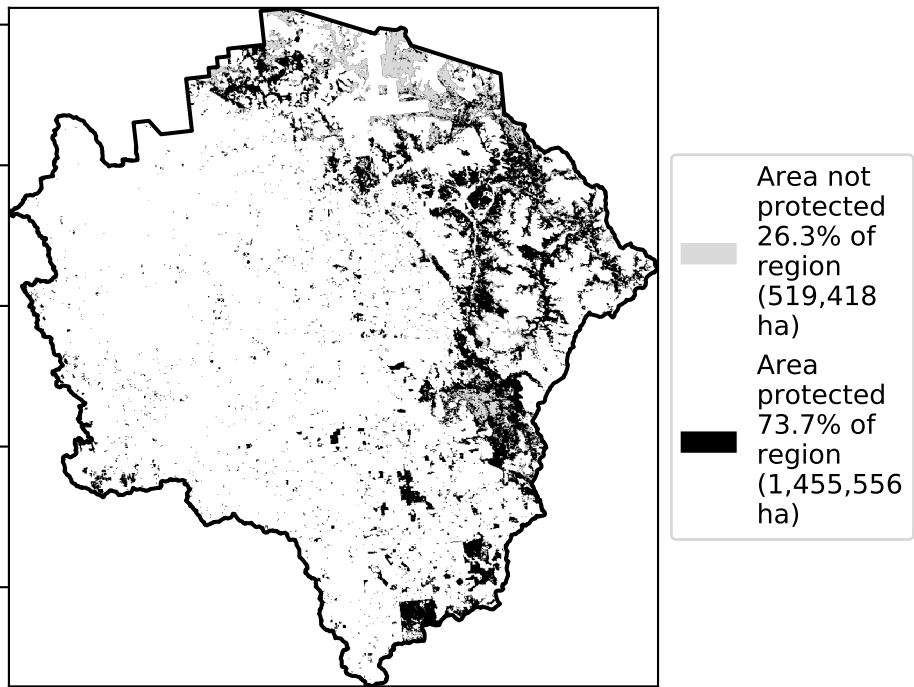 Area not
protected
26.3% of
region
(519,418
ha)
Area
protected
73.7% of
region
(1,455,556
ha)